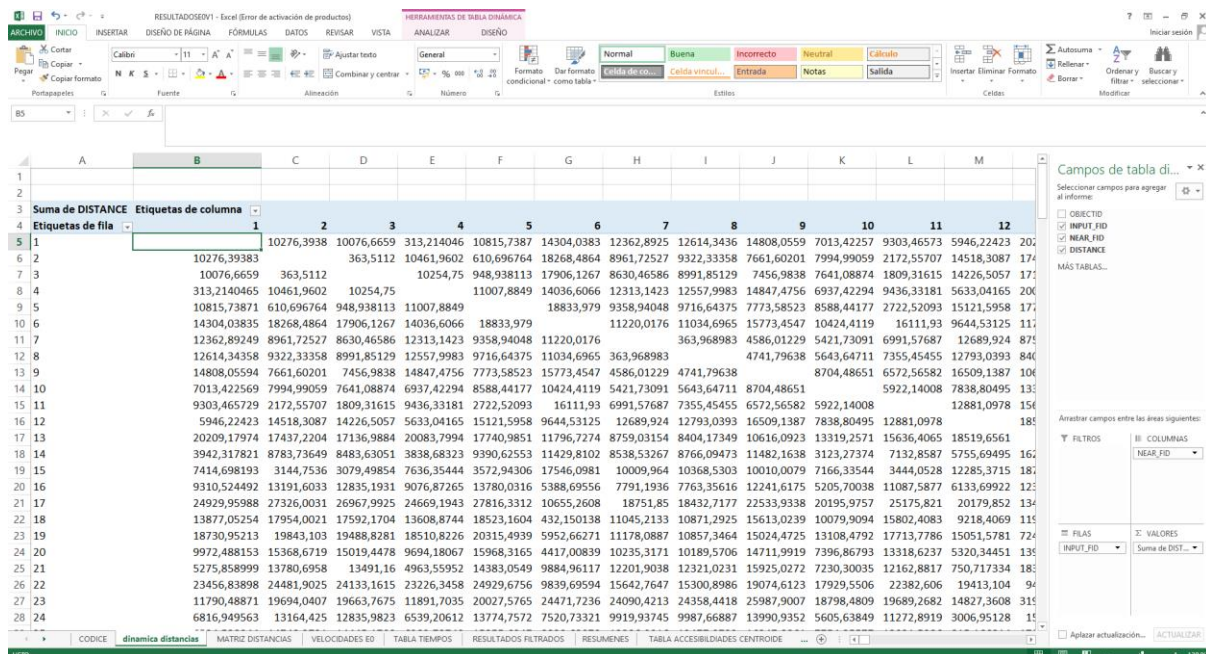 RESULTADOSE0V1 - Excel (Error de activación de productos)
HERRAMIENTAS DE TABLA DINÁMICA
ARCHIVO INICIO INSERTAR DISEÑO DE PÁGINA FÓRMULAS DATOS REVISAR VISTA ANALIZAR DISEÑO
Iniciar sesión
Pegar
Cortar
Copiar
Copiar formato
Portapapeles
Calibri 11
N K S
Fuente
Ajustar texto
Combinar y centrar
Alineación
General
Número
Formato condicional
Dar formato como tabla
Normal Buena Incorrecto Neutral Cálculo
Celda de co... Celda vincul... Entrada Notas Salida
Estilos
Insertar Eliminar Formato
Celdas
Autosuma
Rellenar
Borrar
Ordenar y filtrar
Buscar y seleccionar
Modificar
B5
A B C D E F G H I J K L M
1
2
3 Suma de DISTANCE Etiquetas de columna
4 Etiquetas de fila 1 2 3 4 5 6 7 8 9 10 11 12
5 1 10276,3938 10076,6659 313,214046 10815,7387 14304,0383 12362,8925 12614,3436 14808,0559 7013,42257 9303,46573 5946,22423
6 2 10276,39383 363,5112 10461,9602 610,696764 18268,4864 8961,72527 9322,33358 7661,60201 7994,99059 2172,55707 14518,3087
7 3 10076,6659 363,5112 10254,75 948,938113 17906,1267 8630,46586 8991,85129 7456,9838 7641,08874 1809,31615 14226,5057
8 4 313,2140465 10461,9602 10254,75 11007,8849 14036,6066 12313,1423 12557,9983 14847,4756 6937,42294 9436,33181 5633,04165
9 5 10815,73871 610,696764 948,938113 11007,8849 18833,979 9358,94048 9716,64375 7773,58523 8588,44177 2722,52093 15121,5958
10 6 14304,03835 18268,4864 17906,1267 14036,6066 18833,979 11220,0176 11034,6965 15773,4547 10424,4119 16111,93 9644,53125
11 7 12362,89249 8961,72527 8630,46586 12313,1423 9358,94048 11220,0176 363,968983 4586,01229 5421,73091 6991,57687 12689,924
12 8 12614,34358 9322,33358 8991,85129 12557,9983 9716,64375 11034,6965 363,968983 4741,79638 5643,64711 7355,45455 12793,0393
13 9 14808,05594 7661,60201 7456,9838 14847,4756 7773,58523 15773,4547 4586,01229 4741,79638 8704,48651 6572,56582 16509,1387
14 10 7013,422569 7994,99059 7641,08874 6937,42294 8588,44177 10424,4119 5421,73091 5643,64711 8704,48651 5922,14008 7838,80495
15 11 9303,465729 2172,55707 1809,31615 9436,33181 2722,52093 16111,93 6991,57687 7355,45455 6572,56582 5922,14008 12881,0978
16 12 5946,22423 14518,3087 14226,5057 5633,04165 15121,5958 9644,53125 12689,924 12793,0393 16509,1387 7838,80495 12881,0978
17 13 20209,17974 17437,2204 17136,9884 20083,7994 17740,9851 11796,7274 8759,03154 8404,17349 10616,0923 13319,2571 15636,4065 18519,6561
18 14 3942,317821 8783,73649 8483,63051 3838,68323 9390,62553 11429,8102 8538,53267 8766,09473 11482,1638 3123,27374 7132,8587 5755,69495
19 15 7414,698193 3144,7536 3079,49854 7636,35444 3572,94306 17546,0981 10009,964 10368,5303 10010,0079 7166,33544 3444,0528 12285,3715
20 16 9310,524492 13191,6033 12835,1931 9076,87265 13780,0316 5388,69556 7791,1936 7763,35616 12241,6175 5205,70038 11087,5877 6133,69922
21 17 24929,95988 27326,0031 26967,9925 24669,1943 27816,3312 10655,2608 18751,85 18432,7177 22533,9338 20195,9757 25175,821 20179,852
22 18 13877,05254 17954,0021 17592,1704 13608,8744 18523,1604 432,150138 11045,2133 10871,2925 15613,0239 10079,9094 15802,4083 9218,4069
23 19 18730,95213 19843,103 19488,8281 18510,8226 20315,4939 5952,66271 11178,0887 10857,3464 15024,4725 13108,4792 17713,7786 15051,5781
24 20 9972,488153 15368,6719 15019,4478 9694,18067 15968,3165 4417,00839 10235,3171 10189,5706 14711,9919 7396,86793 13318,6237 5320,34451
25 21 5275,858999 13780,6958 13491,16 4963,55952 14383,0549 9884,96117 12201,9038 12321,0231 15925,0272 7230,30035 12162,8817 750,717334
26 22 23456,83898 24481,9025 24133,1615 23226,3458 24929,6756 9839,69594 15642,7647 15300,8986 19074,6123 17929,5506 22382,606 19413,104
27 23 11790,48871 19694,0407 19663,7675 11891,7035 20027,5765 24471,7236 24090,4213 24358,4418 25987,9007 18798,4809 19689,2682 14827,3608
28 24 6816,949563 13164,425 12835,9823 6539,20612 13774,7572 7520,73321 9919,93745 9987,66887 13990,9352 5605,63849 11272,8919 3006,95128
CODICE dinamica distancias MATRIZ DISTANCIAS VELOCIDADES E0 TABLA TIEMPOS RESULTADOS FILTRADOS RESUMENES TABLA ACCESIBILDIADES CENTROIDE ...
Campos de tabla di...
Seleccionar campos para agregar al informe:
OBJECTID
INPUT_FID
NEAR_FID
DISTANCE
MÁS TABLAS...
Arrastrar campos entre las áreas siguientes:
FILTROS COLUMNAS
NEAR_FID
FILAS VALORES
INPUT_FID Suma de DIST...
Aplazar actualización... ACTUALIZAR